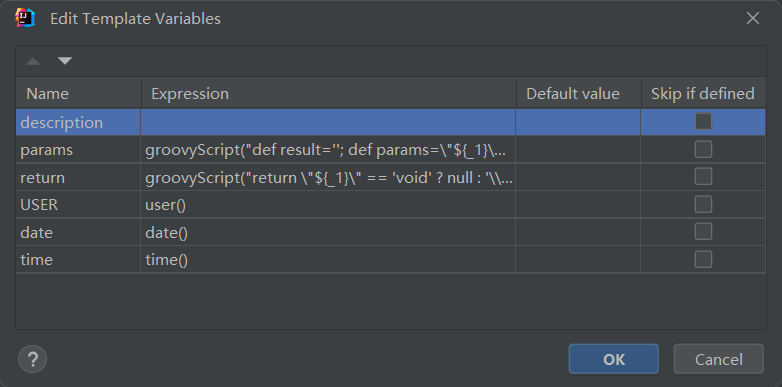 Edit Template Variables
Name Expression Default value Skip if defined
description
params groovyScript("def result=''; def params=\"${_1}\...
return groovyScript("return \"${_1}\" == 'void' ? null : '\\...
USER user()
date date()
time time()
? OK Cancel